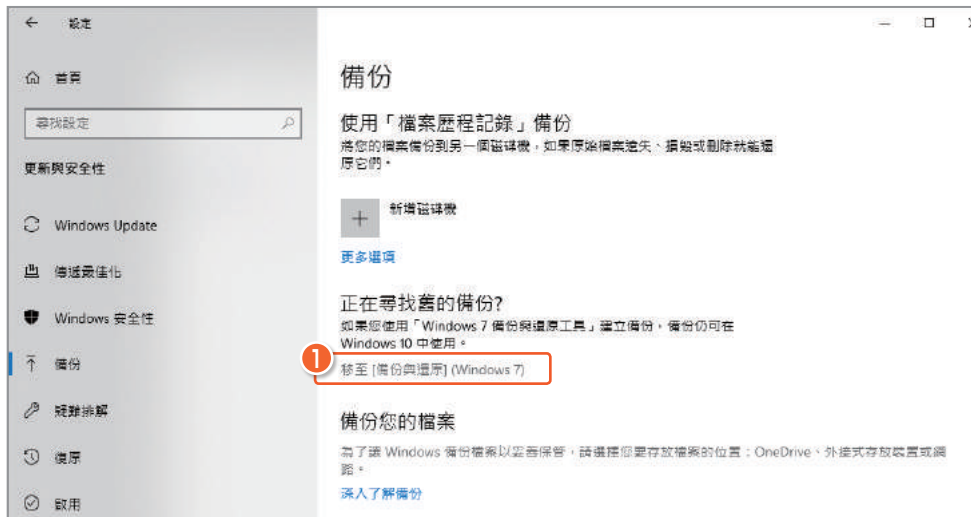 ← 設定
首頁
尋找設定
更新與安全性
Windows Update
傳遞最佳化
Windows 安全性
備份
疑難排解
復原
啟用
備份
使用「檔案歷程記錄」備份
將您的檔案備份到另一個磁碟機，如果原始檔案遺失、損毀或刪除就能還
原它們。
新增磁碟機
更多選項
正在尋找舊的備份?
如果您使用「Windows 7 備份與還原工具」建立備份，備份仍可在
Windows 10 中使用。
1
移至 [備份與還原] (Windows 7)
備份您的檔案
為了讓 Windows 備份檔案以妥善保管，請選擇您要存放檔案的位置：OneDrive、外接式存放裝置或網
路。
深入了解備份